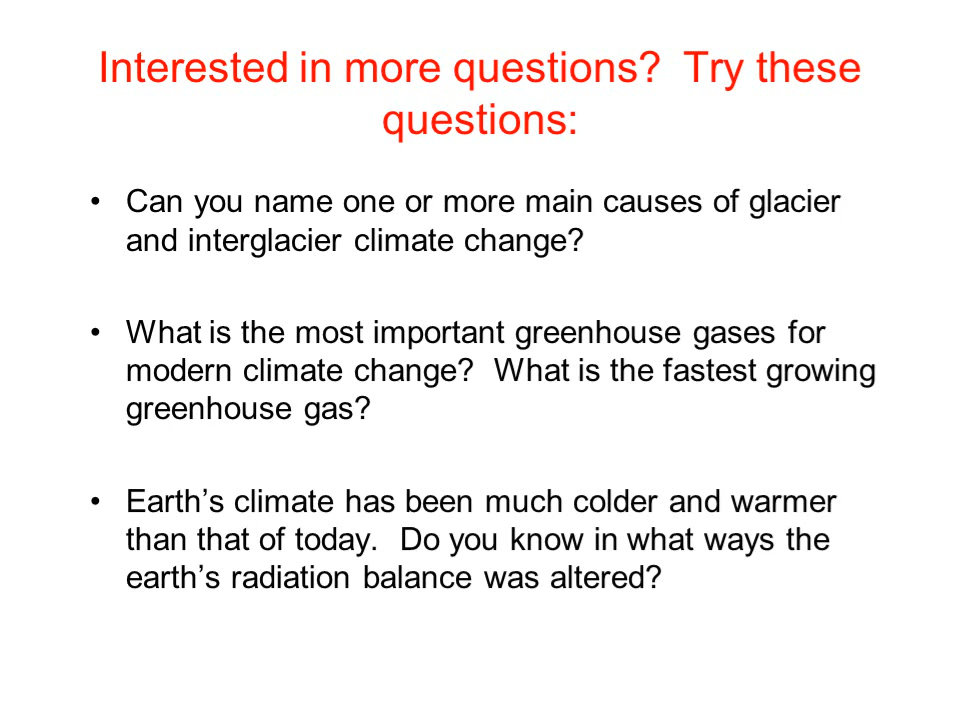 Interested in more questions?  Try these
questions:
• Can you name one or more main causes of glacier
and interglacier climate change?
• What is the most important greenhouse gases for
modern climate change?  What is the fastest growing
greenhouse gas?
• Earth’s climate has been much colder and warmer
than that of today.  Do you know in what ways the
earth’s radiation balance was altered?